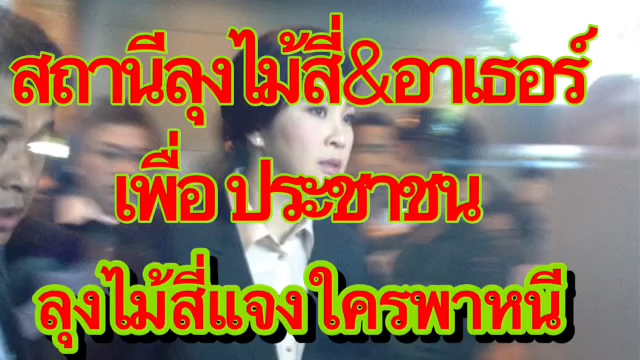 สถานีลุงไม้สี่&อาเธอร์
เพื่อ ประชาชน
ลุงไม้สี่แจง ใครพาหนี